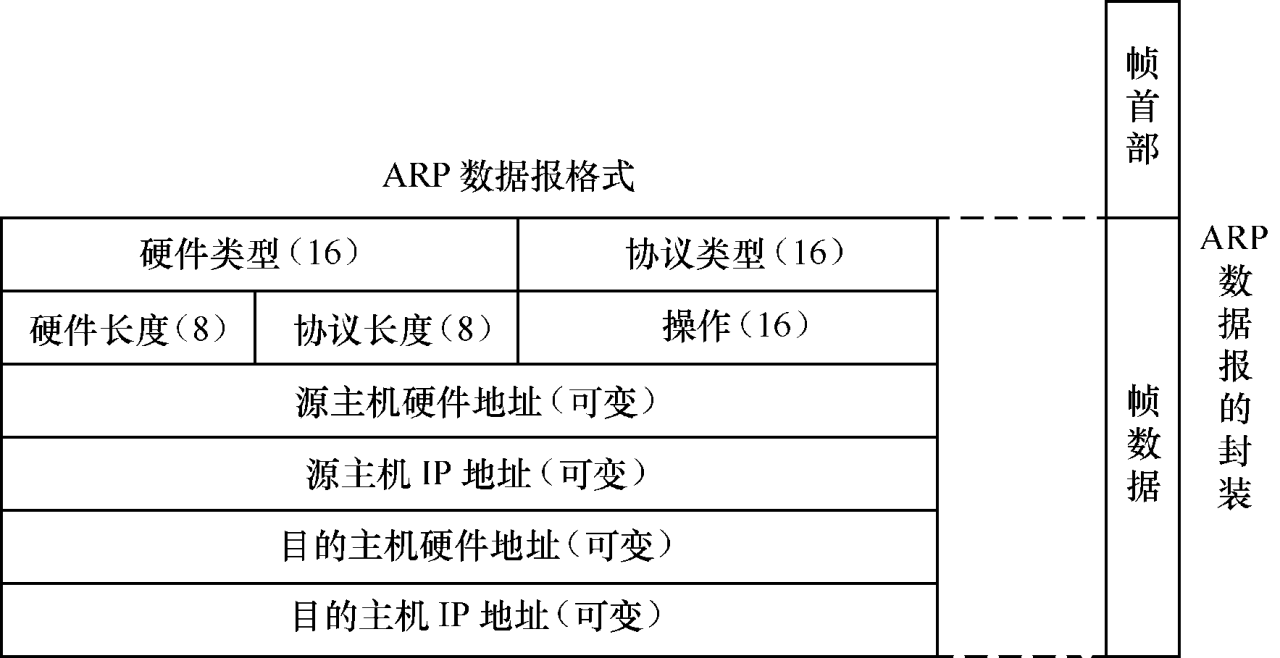 帧首部
ARP 数据报格式
硬件类型(16)
协议类型(16)
硬件长度(8)
协议长度(8)
操作(16)
源主机硬件地址(可变)
源主机 IP 地址(可变)
目的主机硬件地址(可变)
目的主机 IP 地址(可变)
帧数据
ARP数据报的封装